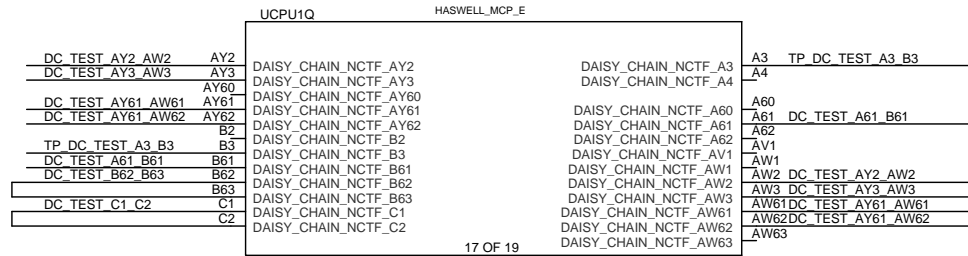 UCPU1Q HASWELL_MCP_E
DC_TEST_AY2_AW2 AY2 DAISY_CHAIN_NCTF_AY2
DC_TEST_AY3_AW3 AY3 DAISY_CHAIN_NCTF_AY3
AY60 DAISY_CHAIN_NCTF_AY60
DC_TEST_AY61_AW61 AY61 DAISY_CHAIN_NCTF_AY61
DC_TEST_AY61_AW62 AY62 DAISY_CHAIN_NCTF_AY62
B2 DAISY_CHAIN_NCTF_B2
TP_DC_TEST_A3_B3 B3 DAISY_CHAIN_NCTF_B3
DC_TEST_A61_B61 B61 DAISY_CHAIN_NCTF_B61
DC_TEST_B62_B63 B62 DAISY_CHAIN_NCTF_B62
B63 DAISY_CHAIN_NCTF_B63
DC_TEST_C1_C2 C1 DAISY_CHAIN_NCTF_C1
C2 DAISY_CHAIN_NCTF_C2
DAISY_CHAIN_NCTF_A3 A3 TP_DC_TEST_A3_B3
DAISY_CHAIN_NCTF_A4 A4
DAISY_CHAIN_NCTF_A60 A60
DAISY_CHAIN_NCTF_A61 A61 DC_TEST_A61_B61
DAISY_CHAIN_NCTF_A62 A62
DAISY_CHAIN_NCTF_AV1 AV1
DAISY_CHAIN_NCTF_AW1 AW1
DAISY_CHAIN_NCTF_AW2 AW2 DC_TEST_AY2_AW2
DAISY_CHAIN_NCTF_AW3 AW3 DC_TEST_AY3_AW3
DAISY_CHAIN_NCTF_AW61 AW61 DC_TEST_AY61_AW61
DAISY_CHAIN_NCTF_AW62 AW62 DC_TEST_AY61_AW62
DAISY_CHAIN_NCTF_AW63 AW63
17 OF 19